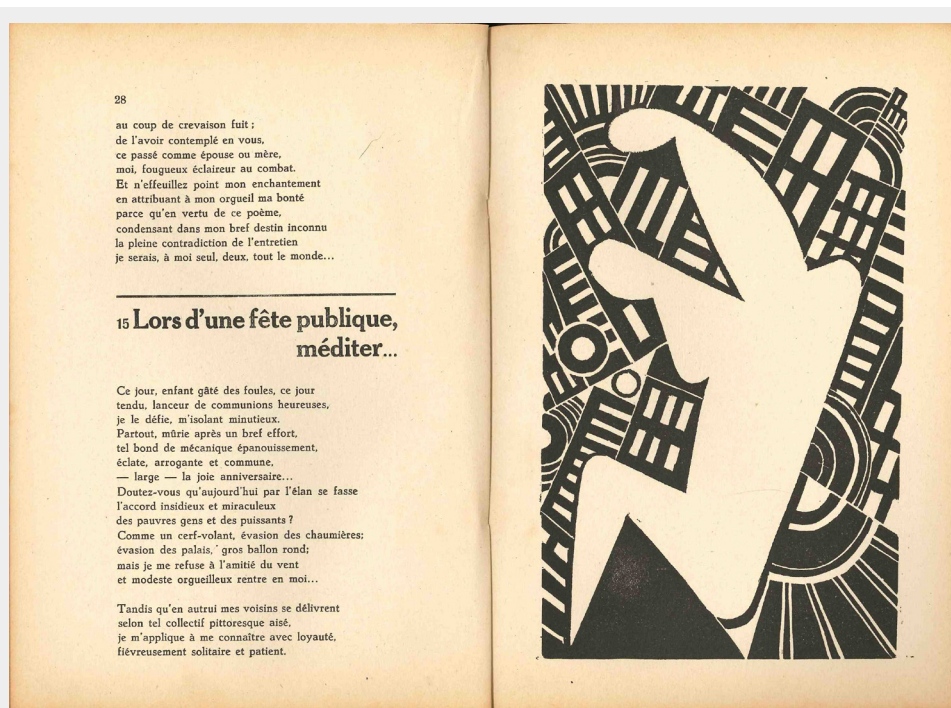 28
au coup de crevaison fuit ;
de l'avoir contemplé en vous,
ce passé comme épouse ou mère,
moi, fougueux éclaireur au combat.
Et n'effeuillez point mon enchantement
en attribuant à mon orgueil ma bonté
parce qu'en vertu de ce poème,
condensant dans mon bref destin inconnu
la pleine contradiction de l'entretien
je serais, à moi seul, deux, tout le monde...
15 Lors d'une fête publique,
méditer...
Ce jour, enfant gâté des foules, ce jour
tendu, lanceur de communions heureuses,
je le défie, m'isolant minutieux.
Partout, mûrie après un bref effort,
tel bond de mécanique épanouissement,
éclate, arrogante et commune,
— large — la joie anniversaire...
Doutez-vous qu'aujourd'hui par l'élan se fasse
l'accord insidieux et miraculeux
des pauvres gens et des puissants ?
Comme un cerf-volant, évasion des chaumières;
évasion des palais, gros ballon rond;
mais je me refuse à l'amitié du vent
et modeste orgueilleux rentre en moi...
Tandis qu'en autrui mes voisins se délivrent
selon tel collectif pittoresque aisé,
je m'applique à me connaître avec loyauté,
fiévreusement solitaire et patient.